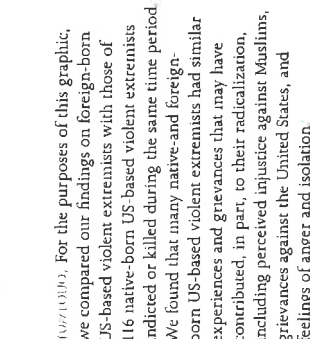 (U//FOUO) For the purposes of this graphic,
we compared our findings on foreign-born
US-based violent extremists with those of
116 native-born US-based violent extremists
indicted or killed during the same time period.
We found that many native-and foreign-
born US-based violent extremists had similar
experiences and grievances that may have
contributed, in part, to their radicalization,
including perceived injustice against Muslims,
grievances against the United States, and
feelings of anger and isolation.